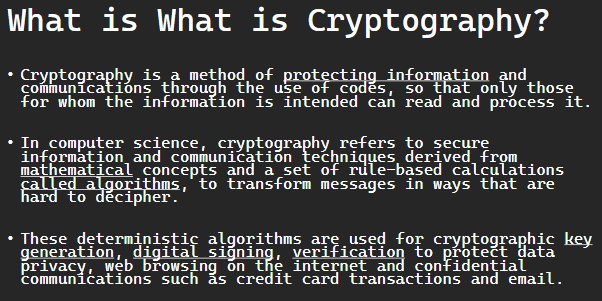 What is What is Cryptography?
• Cryptography is a method of protecting information and
communications through the use of codes, so that only those
for whom the information is intended can read and process it.
• In computer science, cryptography refers to secure
information and communication techniques derived from
mathematical concepts and a set of rule-based calculations
called algorithms, to transform messages in ways that are
hard to decipher.
• These deterministic algorithms are used for cryptographic key
generation, digital signing, verification to protect data
privacy, web browsing on the internet and confidential
communications such as credit card transactions and email.